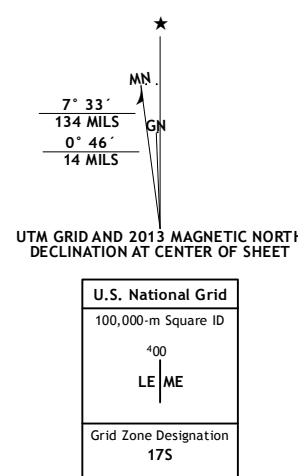 ★
MN
7° 33´
134 MILS
GN
0° 46´
14 MILS
UTM GRID AND 2013 MAGNETIC NORTH
DECLINATION AT CENTER OF SHEET
U.S. National Grid
100,000-m Square ID
⁴00
LE ME
Grid Zone Designation
17S